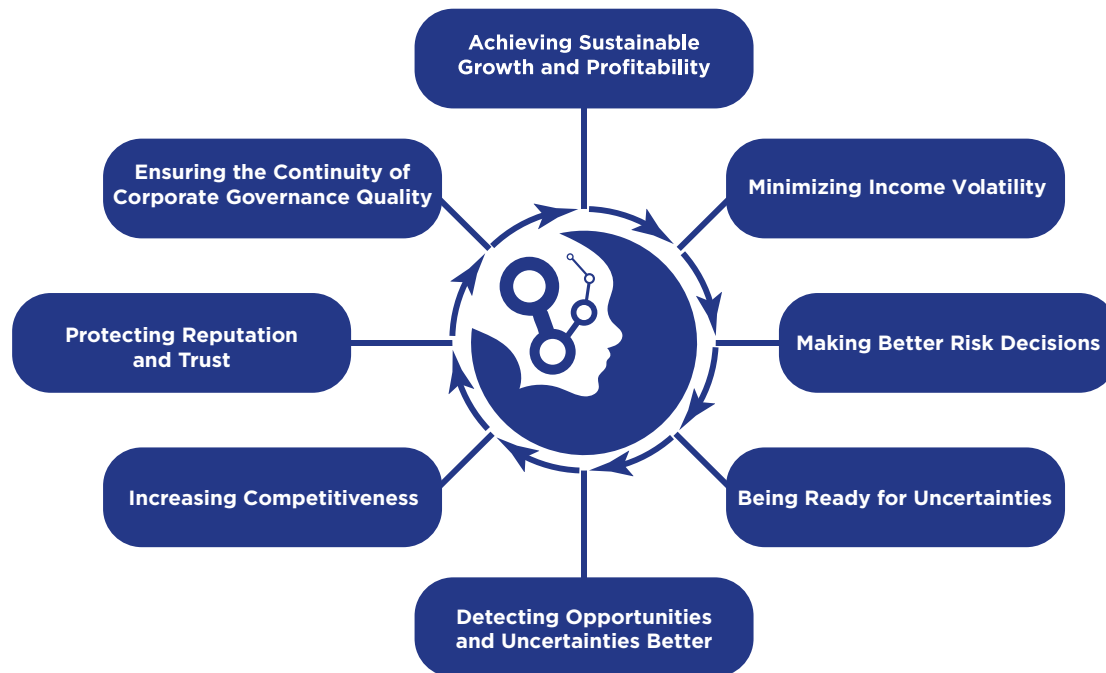 Achieving Sustainable
Growth and Profitability
Ensuring the Continuity of
Corporate Governance Quality
Minimizing Income Volatility
Protecting Reputation
and Trust
Making Better Risk Decisions
Increasing Competitiveness
Being Ready for Uncertainties
Detecting Opportunities
and Uncertainties Better